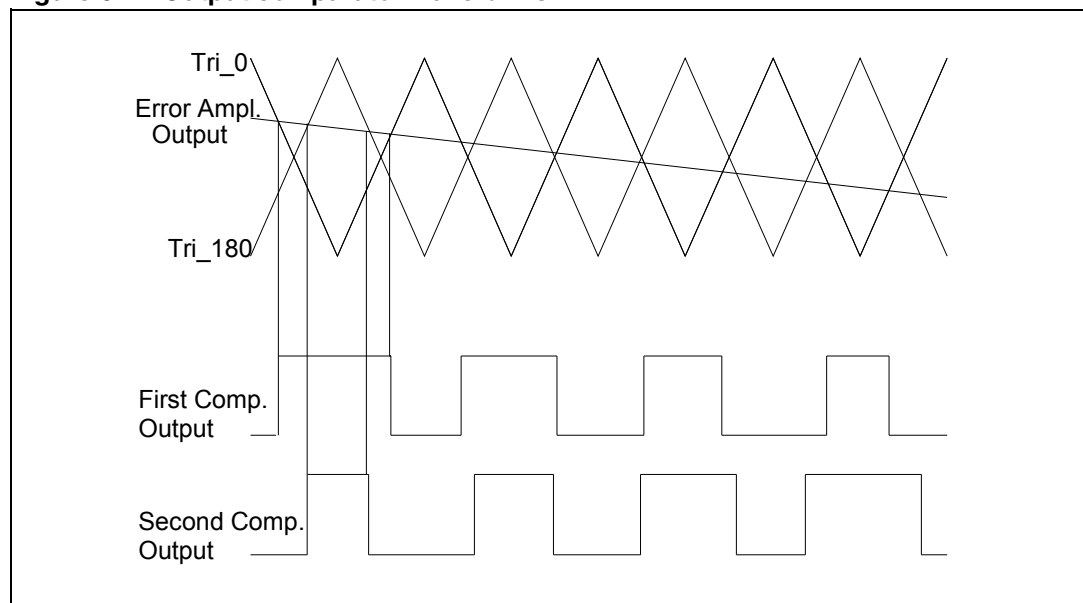 Tri_0
Error Ampl.
Output
Tri_180
First Comp.
Output
Second Comp.
Output